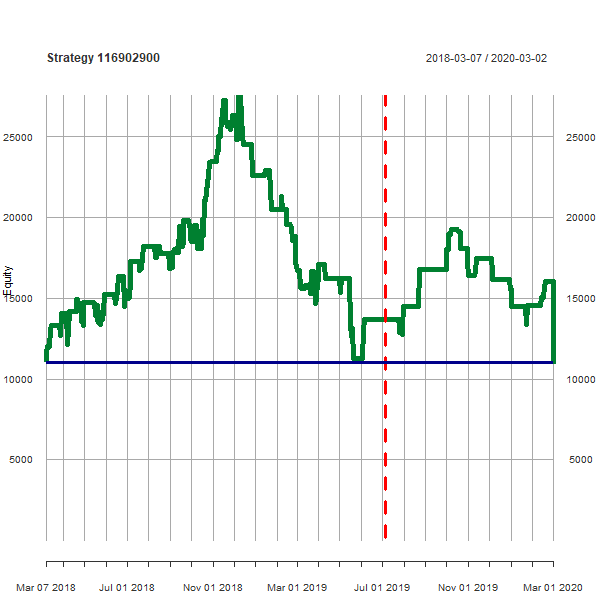 Strategy 116902900
2018-03-07 / 2020-03-02
25000
25000
20000
20000
Equity
15000
15000
10000
10000
5000
5000
Mar 07 2018
Jul 01 2018
Nov 01 2018
Mar 01 2019
Jul 01 2019
Nov 01 2019
Mar 01 2020